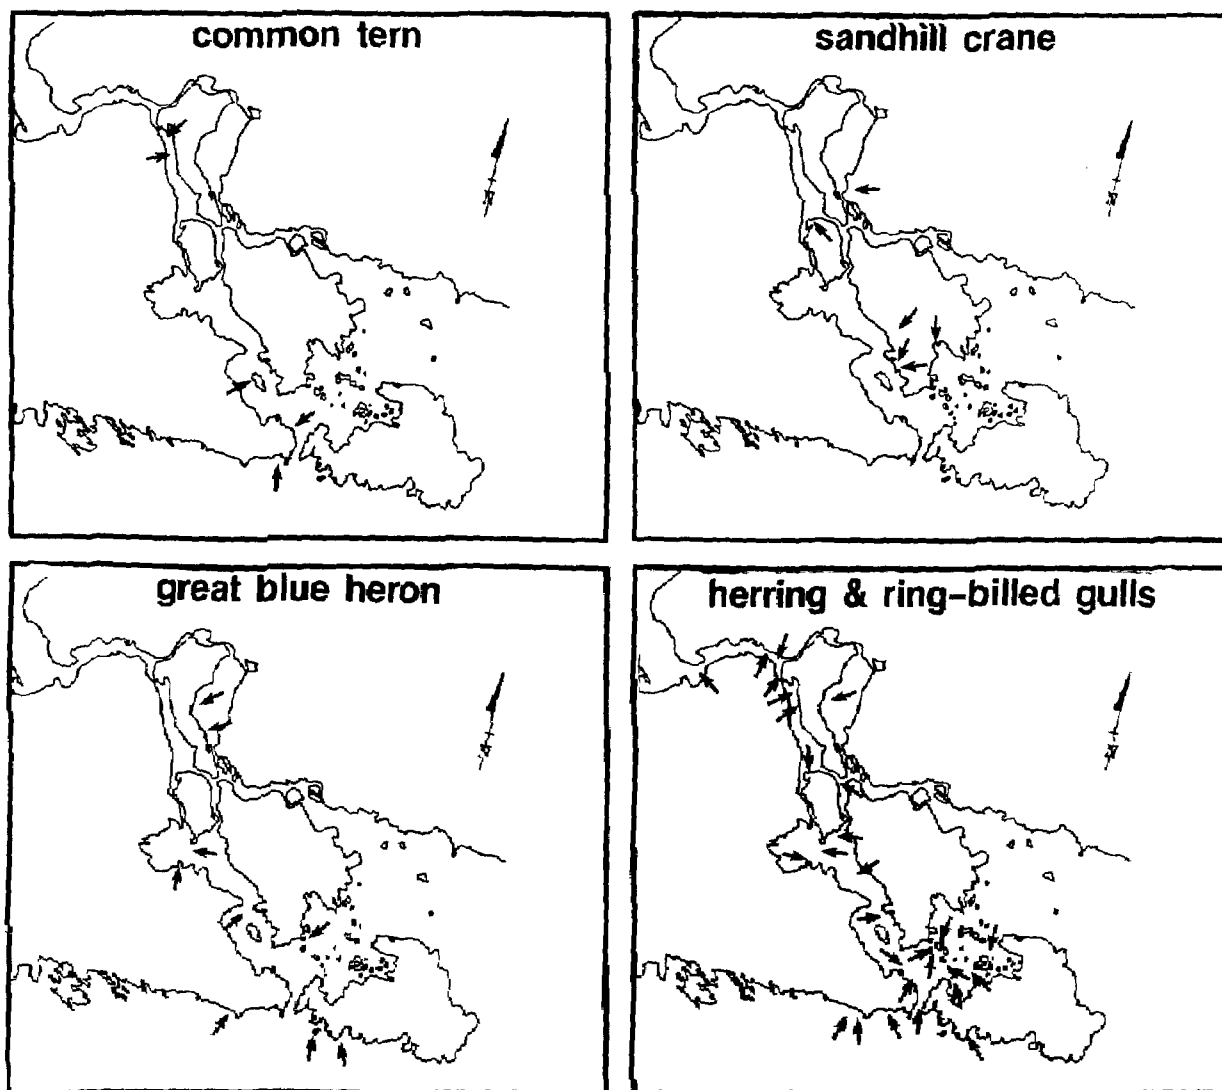 common tern
sandhill crane
great blue heron
herring & ring-billed gulls